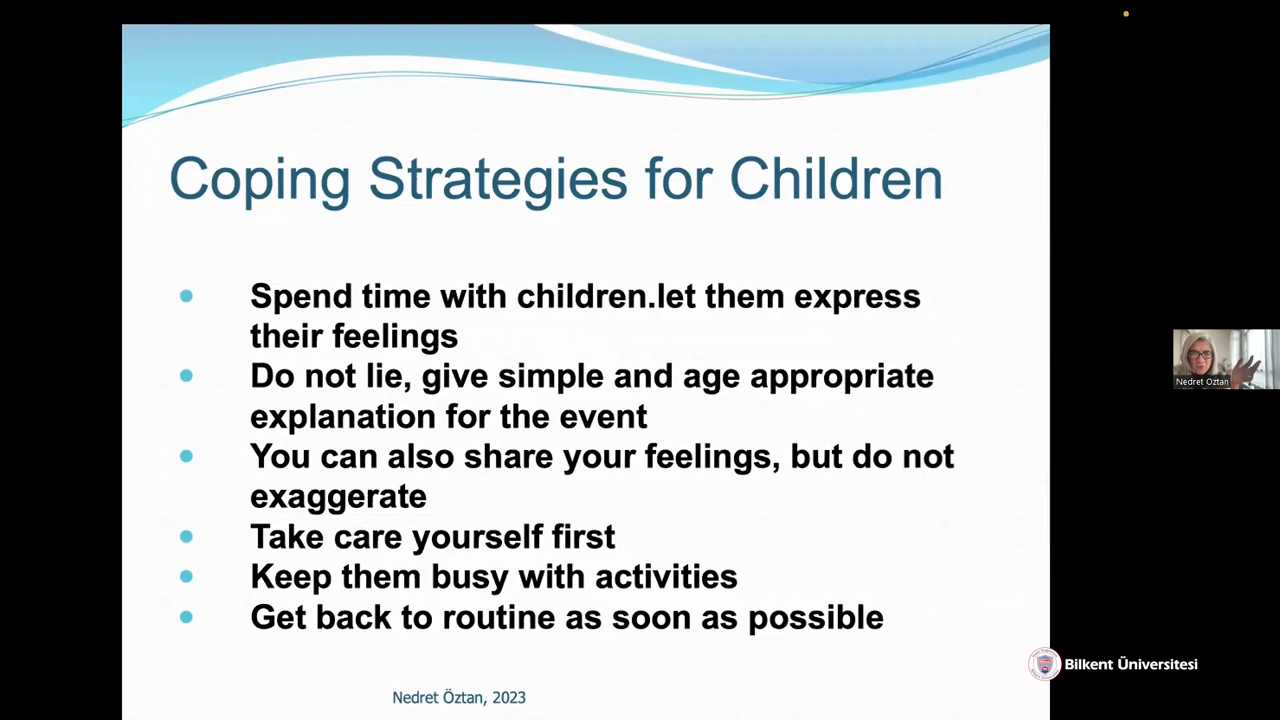 Coping Strategies for Children
Spend time with children.let them express
their feelings
Do not lie, give simple and age appropriate
explanation for the event
You can also share your feelings, but do not
exaggerate
Take care yourself first
Keep them busy with activities
Get back to routine as soon as possible
Nedret Öztan, 2023
Nedret Oztan
Bilkent Üniversitesi